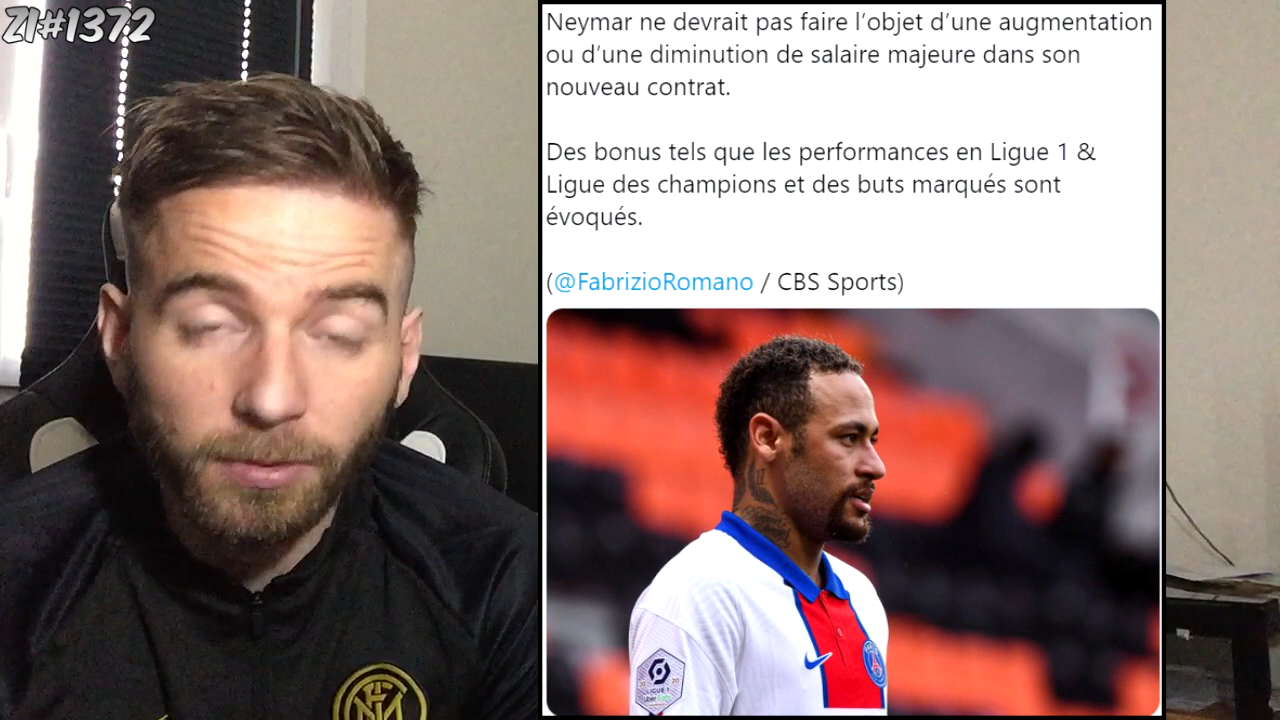 ZI#1372
Neymar ne devrait pas faire l'objet d'une augmentation
ou d'une diminution de salaire majeure dans son
nouveau contrat.
Des bonus tels que les performances en Ligue 1 &
Ligue des champions et des buts marqués sont
évoqués.
(@FabrizioRomano / CBS Sports)
LIGUE 1